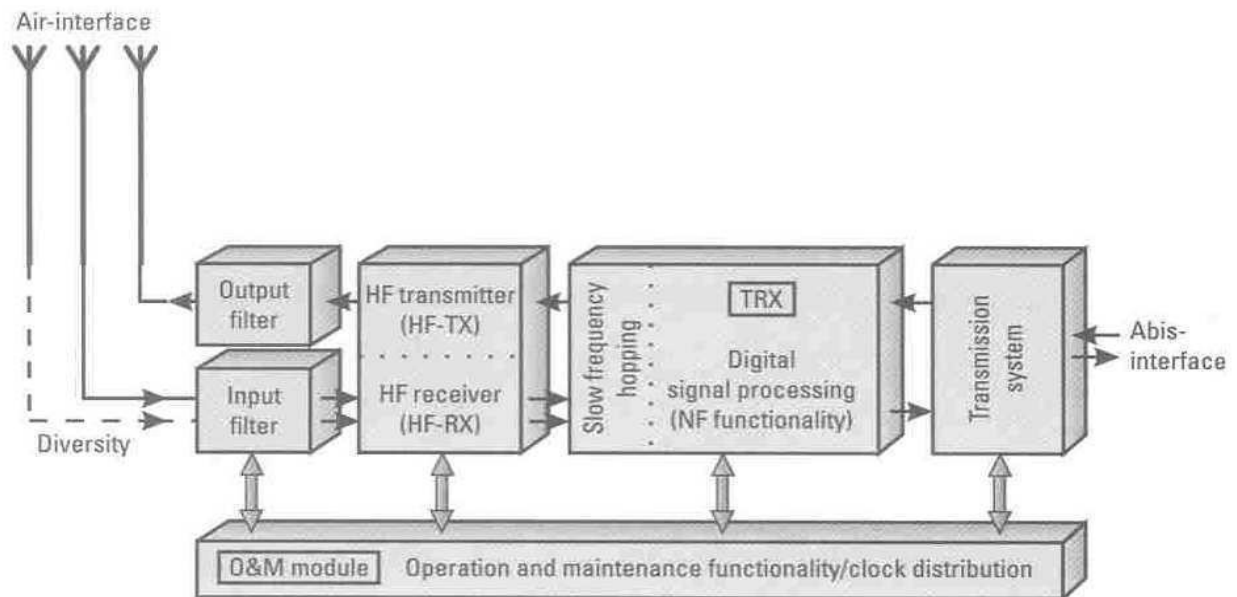 Air-interface
Output
filter
HF transmitter
(HF-TX)
Slow frequency
hopping
TRX
Transmission
system
Abis-
interface
Input
filter
HF receiver
(HF-RX)
Digital
signal processing
(NF functionality)
Diversity
O&M module
Operation and maintenance functionality/clock distribution